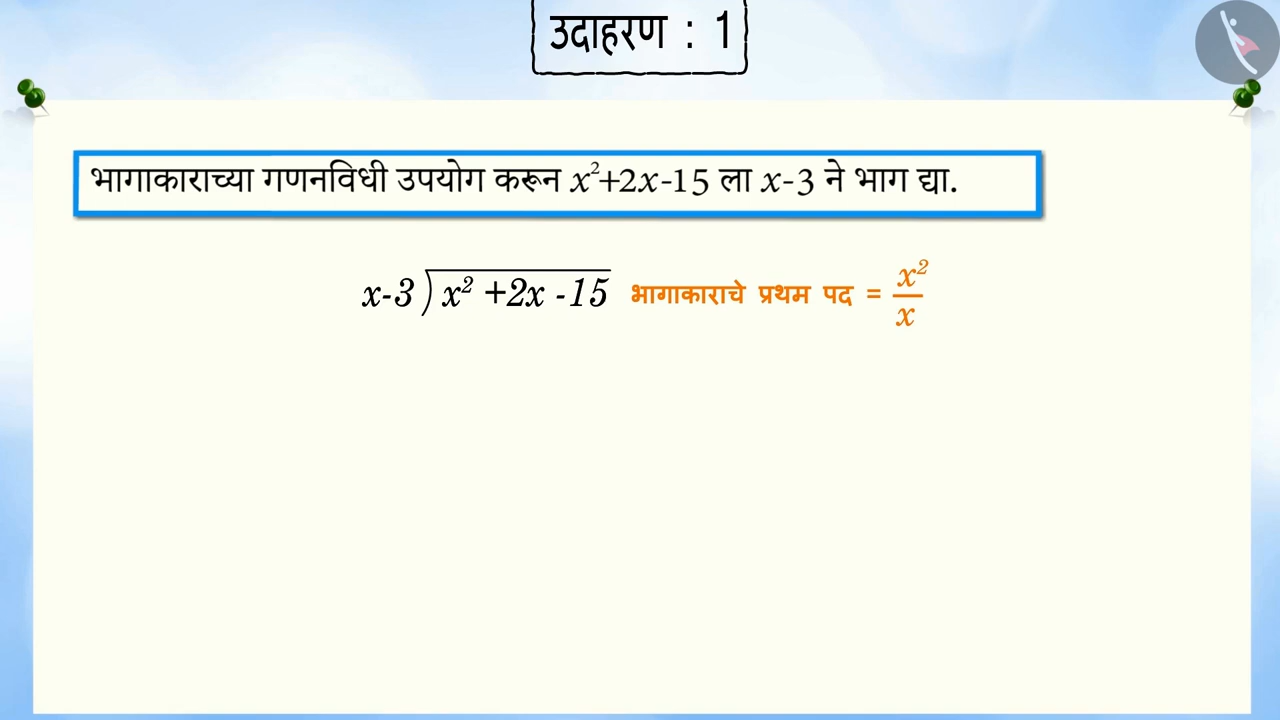 उदाहरण : 1
भागाकाराच्या गणनविधी उपयोग करून x²+2x-15 ला x-3 ने भाग द्या.
x-3 ) x² +2x -15 भागाकाराचे प्रथम पद = x²/x